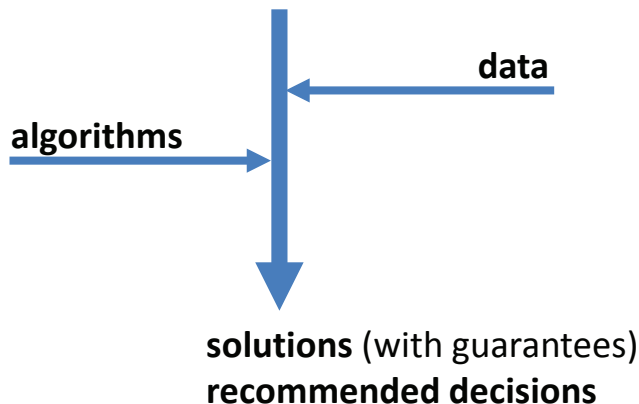 data
algorithms
solutions (with guarantees)
recommended decisions